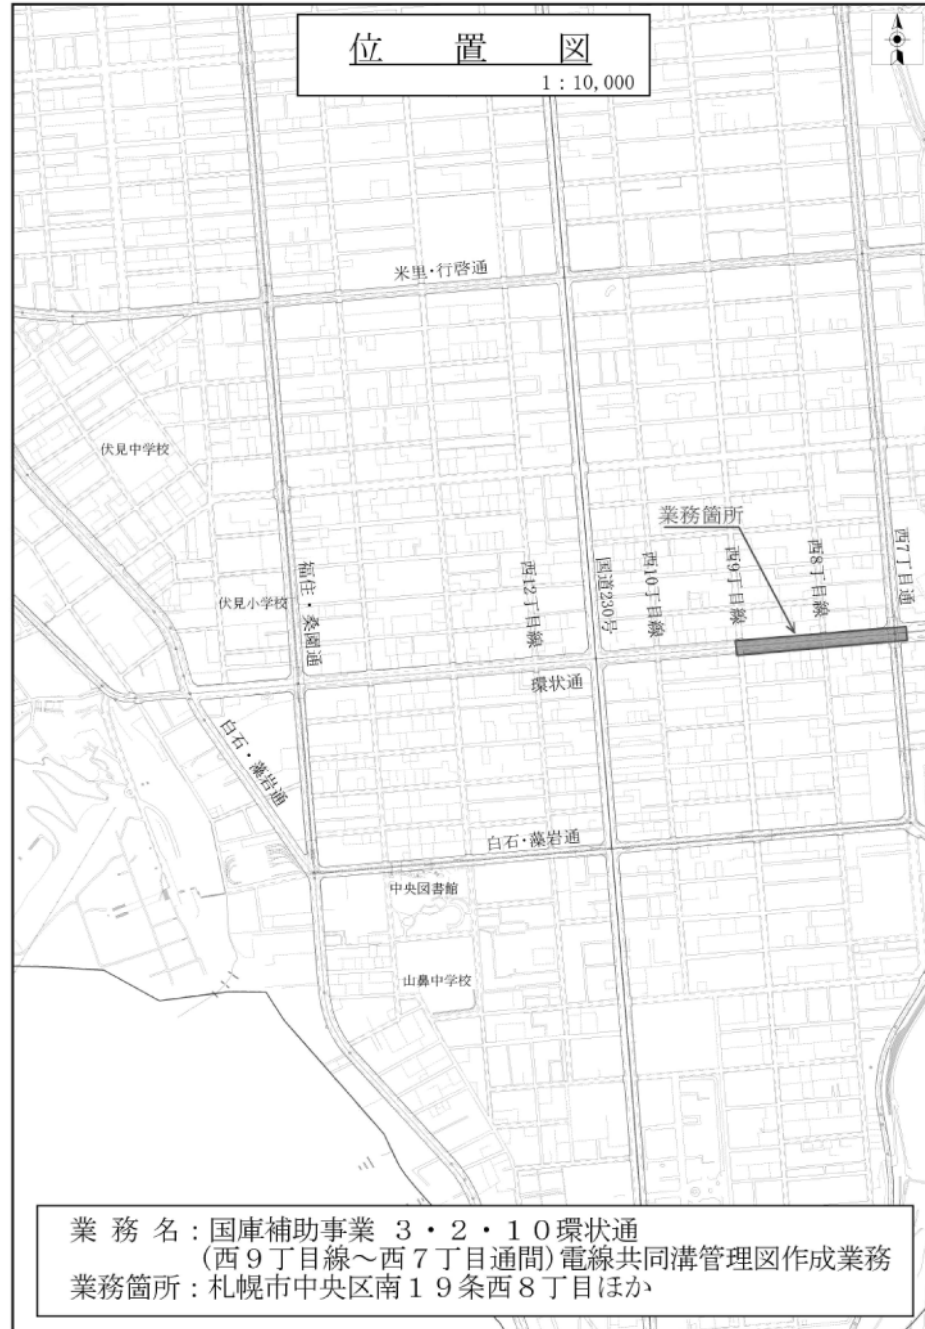 位 置 図
1：10,000
米里・行啓通
伏見中学校
業務箇所
伏見小学校
福住・桑園通
西12丁目線
国道230号
西10丁目線
西9丁目線
西8丁目線
西7丁目通
環状通
白石・藻岩通
白石・藻岩通
中央図書館
山鼻中学校
業 務 名：国庫補助事業 ３・２・１０環状通
(西９丁目線～西７丁目通間)電線共同溝管理図作成業務
業務箇所：札幌市中央区南１９条西８丁目ほか